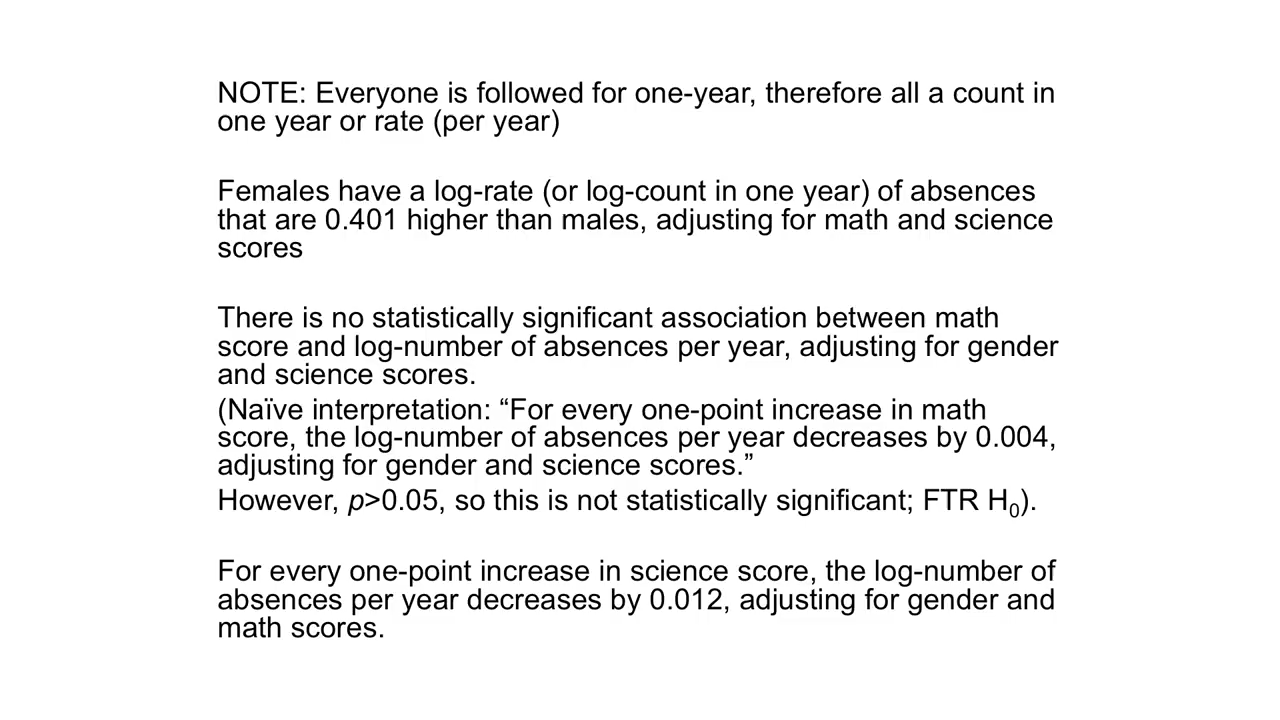 NOTE: Everyone is followed for one-year, therefore all a count in
one year or rate (per year)
Females have a log-rate (or log-count in one year) of absences
that are 0.401 higher than males, adjusting for math and science
scores
There is no statistically significant association between math
score and log-number of absences per year, adjusting for gender
and science scores.
(Naïve interpretation: “For every one-point increase in math
score, the log-number of absences per year decreases by 0.004,
adjusting for gender and science scores.”
However, p>0.05, so this is not statistically significant; FTR H₀).
For every one-point increase in science score, the log-number of
absences per year decreases by 0.012, adjusting for gender and
math scores.